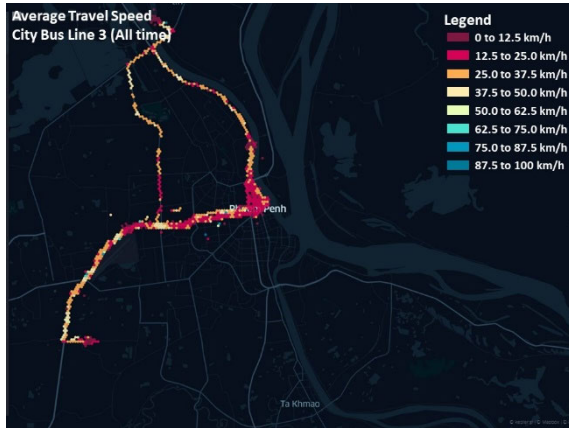 Average Travel Speed
City Bus Line 3 (All time)
Legend
0 to 12.5 km/h
12.5 to 25.0 km/h
25.0 to 37.5 km/h
37.5 to 50.0 km/h
50.0 to 62.5 km/h
62.5 to 75.0 km/h
75.0 to 87.5 km/h
87.5 to 100 km/h
Phnom Penh
Ta Khmao